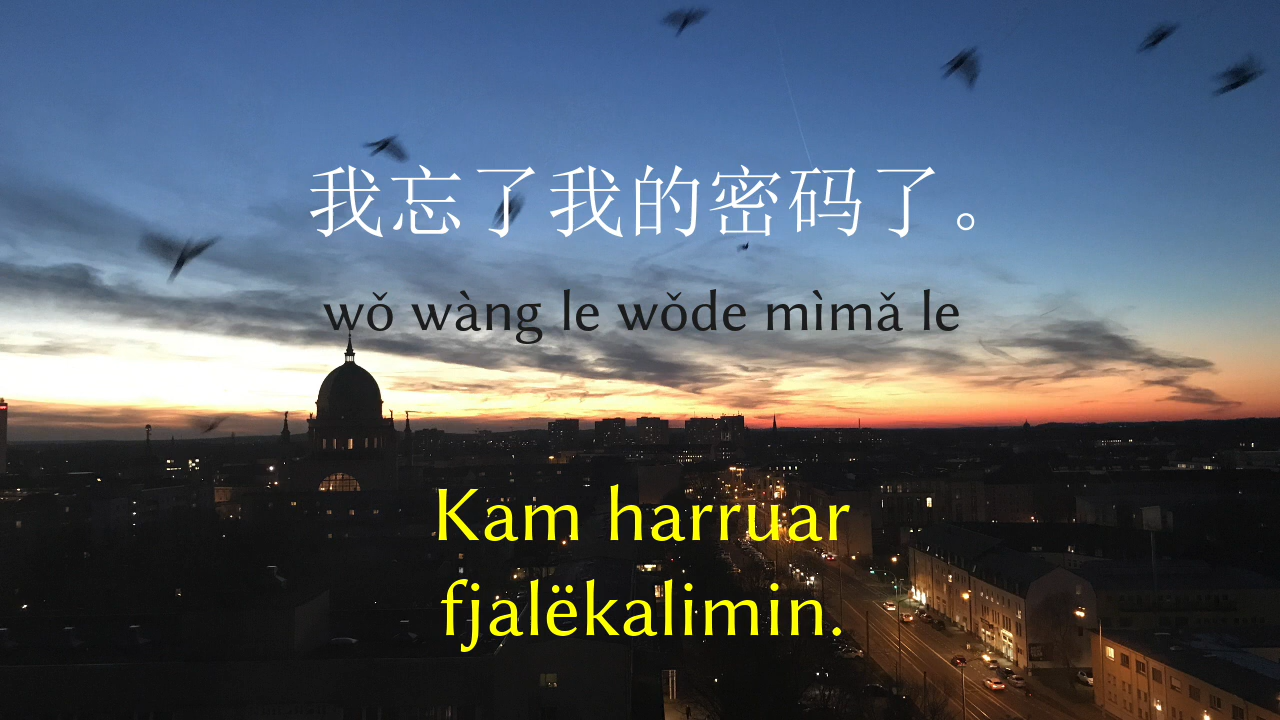 我忘了我的密码了。
wǒ wàng le wǒde mìmǎ le
Kam harruar
fjalëkalimin.